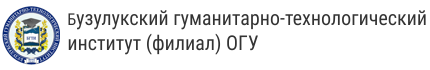 Бузулукский гуманитарно-технологический
институт (филиал) ОГУ